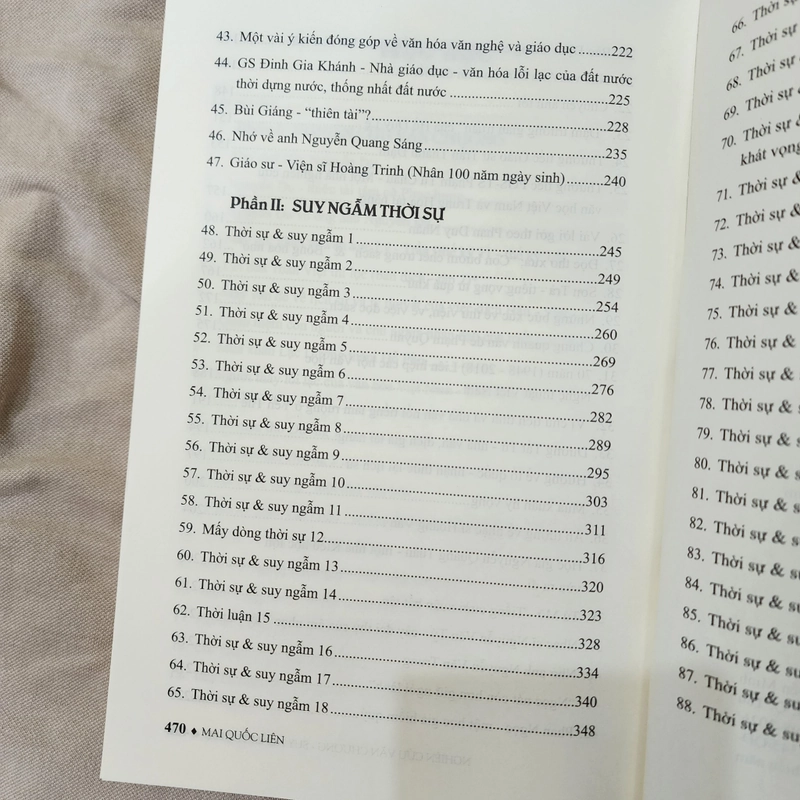 43. Một vài ý kiến đóng góp về văn hóa văn nghệ và giáo dục .........222
44. GS Đinh Gia Khánh - Nhà giáo dục - văn hóa lỗi lạc của đất nước
thời dựng nước, thống nhất đất nước ..................................................225
45. Bùi Giáng - “thiên tài”?......................................................................228
46. Nhớ về anh Nguyễn Quang Sáng.......................................................235
47. Giáo sư - Viện sĩ Hoàng Trinh (Nhân 100 năm ngày sinh)...............240
Phần II: SUY NGẪM THỜI SỰ
48. Thời sự & suy ngẫm 1.......................................................................245
49. Thời sự & suy ngẫm 2.......................................................................249
50. Thời sự & suy ngẫm 3.......................................................................254
51. Thời sự & suy ngẫm 4.......................................................................260
52. Thời sự & suy ngẫm 5.......................................................................269
53. Thời sự & suy ngẫm 6.......................................................................276
54. Thời sự & suy ngẫm 7.......................................................................282
55. Thời sự & suy ngẫm 8.......................................................................289
56. Thời sự & suy ngẫm 9.......................................................................295
57. Thời sự & suy ngẫm 10.....................................................................303
58. Thời sự & suy ngẫm 11.....................................................................311
59. Mấy dòng thời sự 12..........................................................................316
60. Thời sự & suy ngẫm 13.....................................................................320
61. Thời sự & suy ngẫm 14.....................................................................323
62. Thời luận 15.......................................................................................328
63. Thời sự & suy ngẫm 16.....................................................................334
64. Thời sự & suy ngẫm 17.....................................................................340
65. Thời sự & suy ngẫm 18.....................................................................348
470 ♦ MAI QUỐC LIÊN
66. Thời sự
67. Thời sự
68. Thời sự
69. Thời sự &
70. Thời sự &
khát vọng
71. Thời sự &
72. Thời sự &
73. Thời sự &
74. Thời sự &
75. Thời sự &
76. Thời sự &
77. Thời sự &
78. Thời sự &
79. Thời sự &
80. Thời sự &
81. Thời sự &
82. Thời sự &
83. Thời sự &
84. Thời sự &
85. Thời sự &
86. Thời sự &
87. Thời sự &
88. Thời sự &